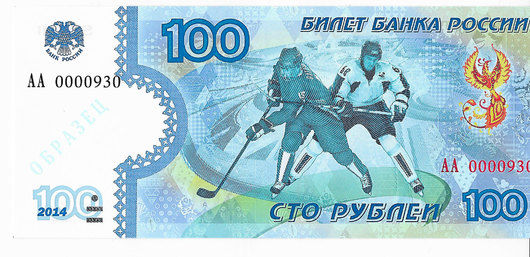 100
БИЛЕТ БАНКА РОССИИ
БАНК РОССИИ
АА 0000930
ОБРАЗЕЦ
АА 0000930
100
2014
СТО РУБЛЕЙ
100